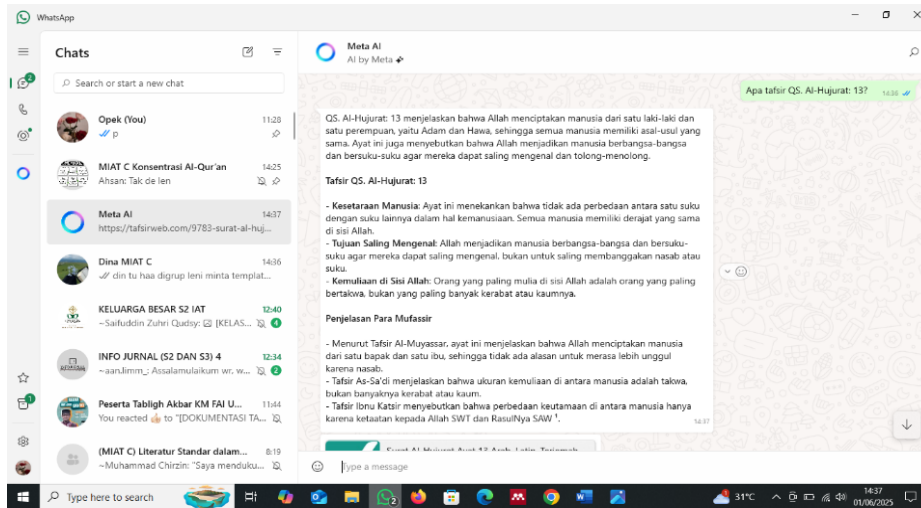 WhatsApp
Chats
Search or start a new chat
Opek (You) 11:28
p
MIAT C Konsentrasi Al-Qur'an 14:25
Ahsan: Tak de len
Meta AI 14:37
https://tafsirweb.com/9783-surat-al-huj...
Dina MIAT C 14:36
din tu haa digrup leni minta templat...
KELUARGA BESAR S2 IAT 12:40
~Saifuddin Zuhri Qudsy: [KELAS... 4
INFO JURNAL (S2 DAN S3) 4 12:34
~aan.limm_: Assalamulaikum wr. w... 2
Peserta Tabligh Akbar KM FAI U... 11:44
You reacted 👍 to "[DOKUMENTASI TA...
(MIAT C) Literatur Standar dalam... 8:19
~Muhammad Chirzin: "Saya menduku...
Meta AI
AI by Meta
Apa tafsir QS. Al-Hujurat: 13? 14:36
QS. Al-Hujurat: 13 menjelaskan bahwa Allah menciptakan manusia dari satu laki-laki dan
satu perempuan, yaitu Adam dan Hawa, sehingga semua manusia memiliki asal-usul yang
sama. Ayat ini juga menyebutkan bahwa Allah menjadikan manusia berbangsa-bangsa
dan bersuku-suku agar mereka dapat saling mengenal dan tolong-menolong.
Tafsir QS. Al-Hujurat: 13
- Kesetaraan Manusia: Ayat ini menekankan bahwa tidak ada perbedaan antara satu suku
dengan suku lainnya dalam hal kemanusiaan. Semua manusia memiliki derajat yang sama
di sisi Allah.
- Tujuan Saling Mengenal: Allah menjadikan manusia berbangsa-bangsa dan bersuku-
suku agar mereka dapat saling mengenal, bukan untuk saling membanggakan nasab atau
suku.
- Kemuliaan di Sisi Allah: Orang yang paling mulia di sisi Allah adalah orang yang paling
bertakwa, bukan yang paling banyak kerabat atau kaumnya.
Penjelasan Para Mufassir
- Menurut Tafsir Al-Muyassar, ayat ini menjelaskan bahwa Allah menciptakan manusia
dari satu bapak dan satu ibu, sehingga tidak ada alasan untuk merasa lebih unggul
karena nasab.
- Tafsir As-Sa'di menjelaskan bahwa ukuran kemuliaan di antara manusia adalah takwa,
bukan banyaknya kerabat atau kaum.
- Tafsir Ibnu Katsir menyebutkan bahwa perbedaan keutamaan di antara manusia hanya
karena ketaatan kepada Allah SWT dan RasulNya SAW ¹.
14:37
Surat Al-Hujurat Ayat 13 Arab, Latin, Terjemah
Type a message
Type here to search
31°C
14:37
01/06/2025